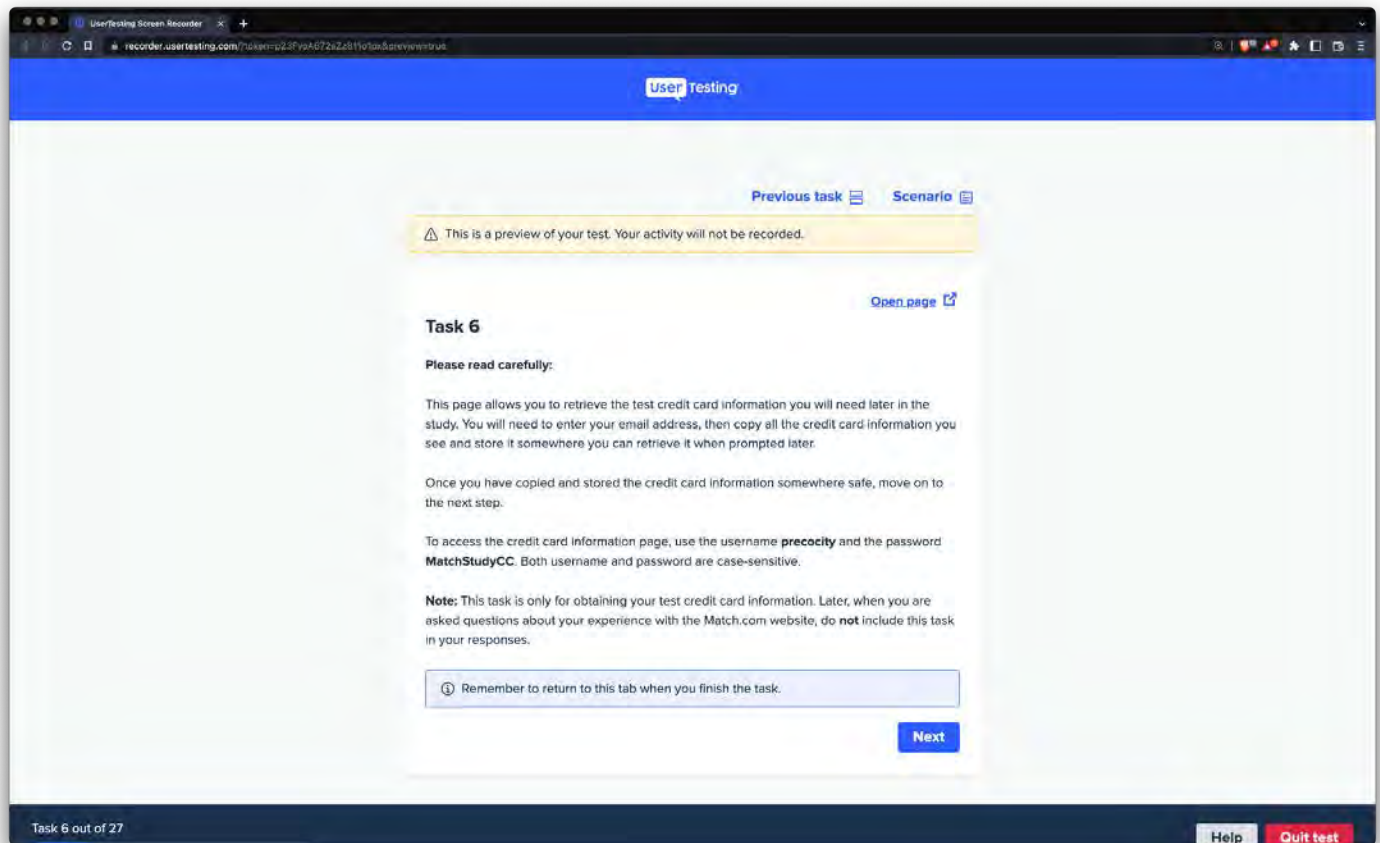 UserTesting Screen Recorder
recorder.usertesting.com/
User Testing
Previous task
Scenario
This is a preview of your test. Your activity will not be recorded.
Open page
Task 6
Please read carefully:
This page allows you to retrieve the test credit card information you will need later in the
study. You will need to enter your email address, then copy all the credit card information you
see and store it somewhere you can retrieve it when prompted later.
Once you have copied and stored the credit card information somewhere safe, move on to
the next step.
To access the credit card information page, use the username precocity and the password
MatchStudyCC. Both username and password are case-sensitive.
Note: This task is only for obtaining your test credit card information. Later, when you are
asked questions about your experience with the Match.com website, do not include this task
in your responses.
Remember to return to this tab when you finish the task.
Next
Task 6 out of 27
Help
Quit test